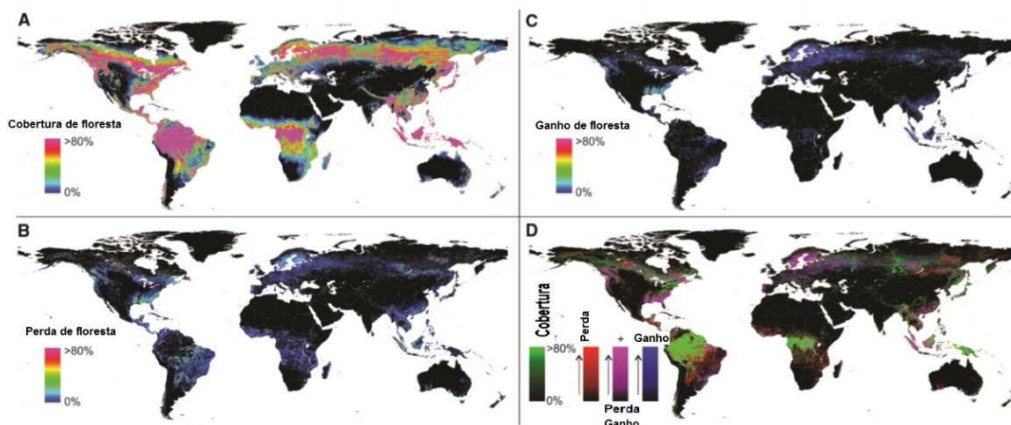 A
Cobertura de floresta
>80%
0%
B
Perda de floresta
>80%
0%
C
Ganho de floresta
>80%
0%
D
Cobertura
>80%
0%
Perda
+
Ganho
Perda
Ganho